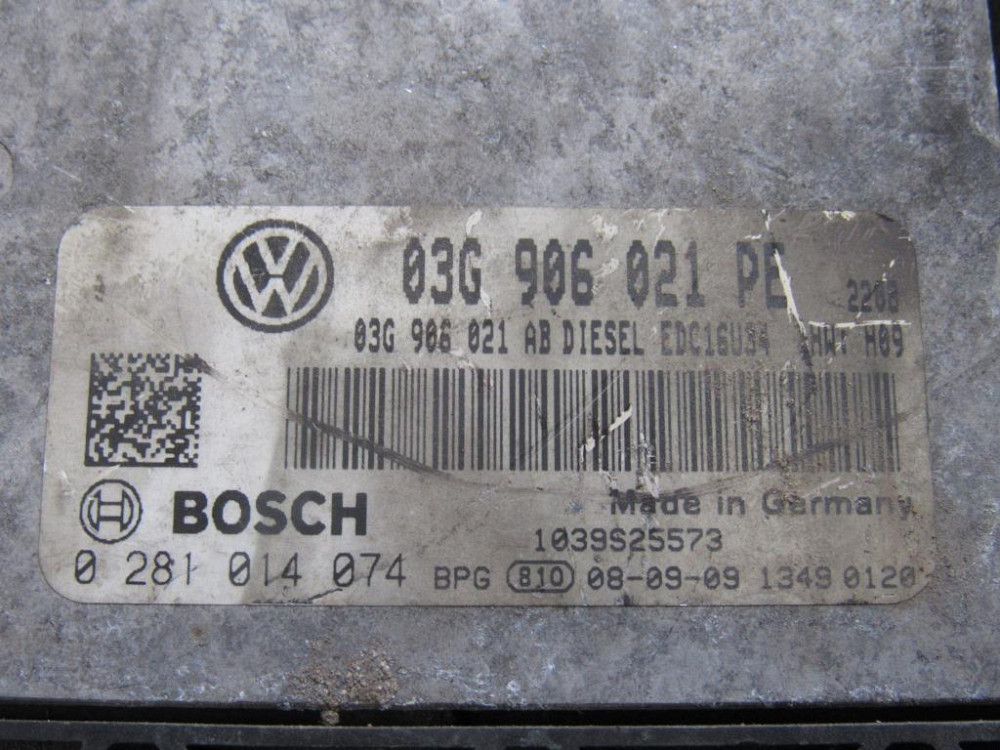 03G 906 021 PE
03G 906 021 AB DIESEL EDC16U34 HW: H09
BOSCH
Made in Germany
1039S25573
0 281 014 074 BPG 810 08-09-09 1349 0120